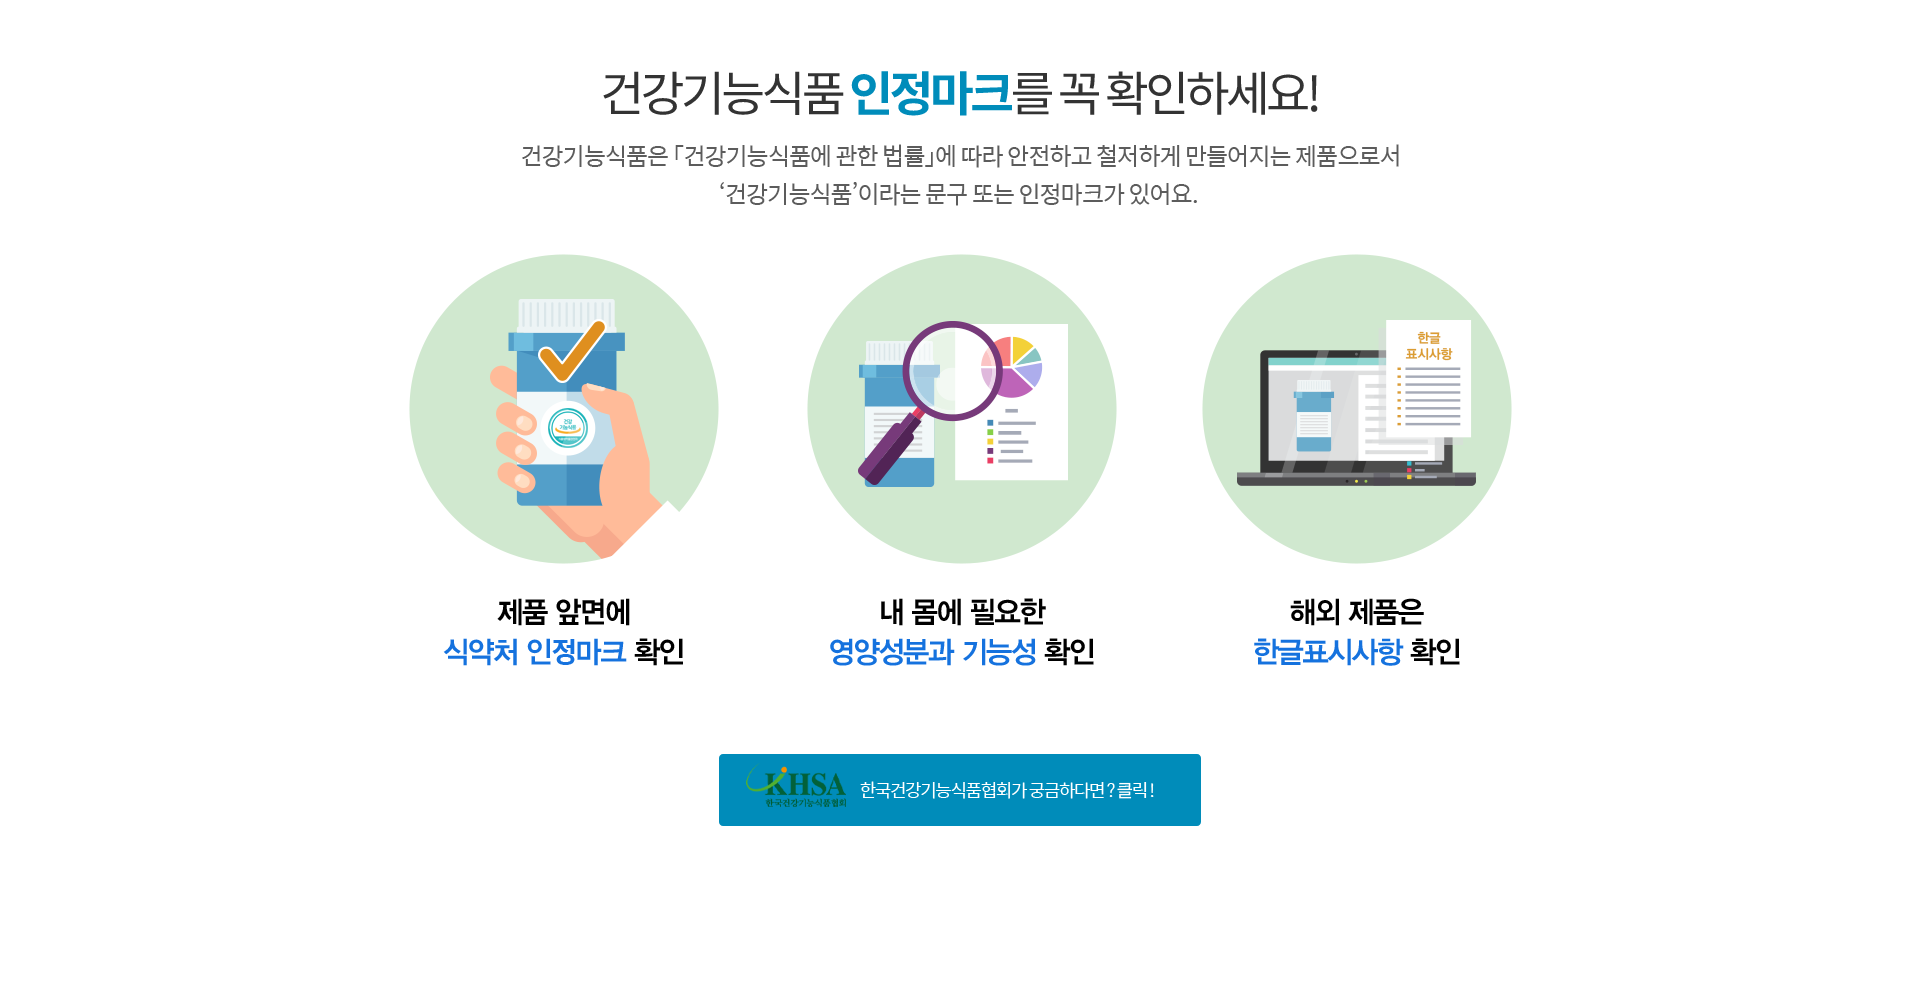 건강기능식품 인정마크를 꼭 확인하세요!
건강기능식품은 「건강기능식품에 관한 법률」에 따라 안전하고 철저하게 만들어지는 제품으로서
‘건강기능식품’이라는 문구 또는 인정마크가 있어요.
건강
기능식품
한글
표시사항
제품 앞면에
식약처 인정마크 확인
내 몸에 필요한
영양성분과 기능성 확인
해외 제품은
한글표시사항 확인
KHSA
한국건강기능식품협회
한국건강기능식품협회가 궁금하다면? 클릭!